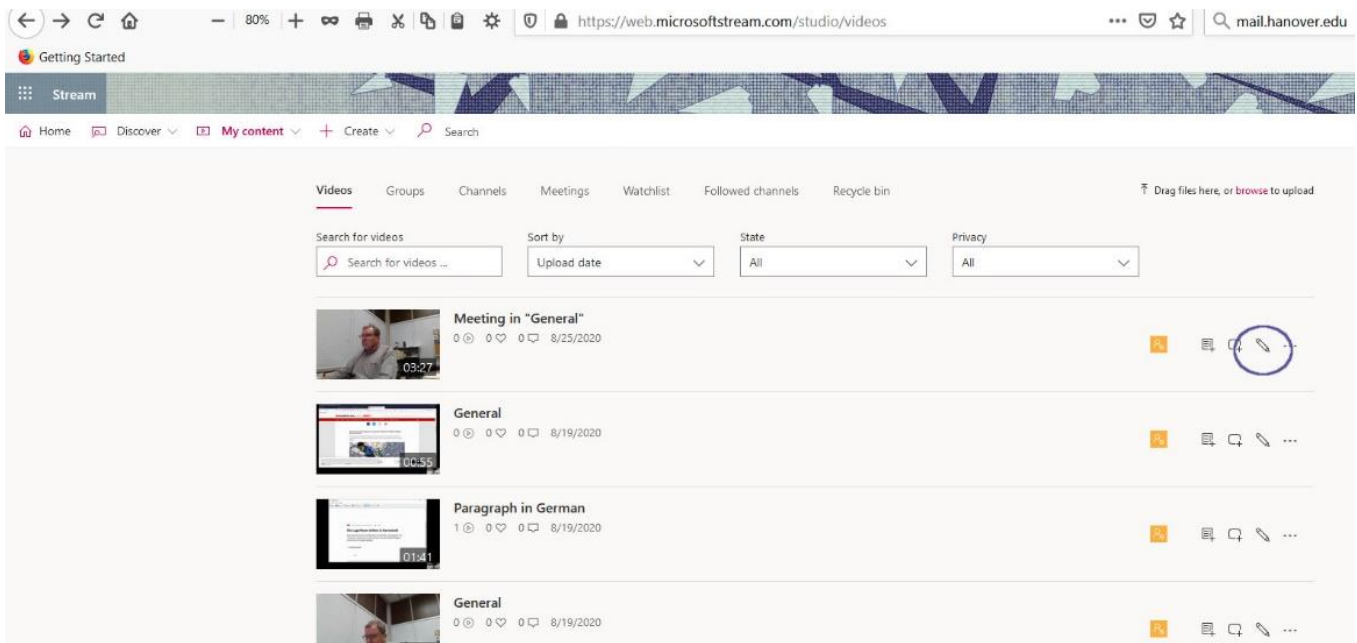 80%
https://web.microsoftstream.com/studio/videos
mail.hanover.edu
Getting Started
Stream
Home Discover My content Create Search
Videos Groups Channels Meetings Watchlist Followed channels Recycle bin Drag files here, or browse to upload
Search for videos Sort by State Privacy
Search for videos ... Upload date All All
Meeting in "General"
0 0 0 8/25/2020
03:27
General
0 0 0 8/19/2020
00:55
Paragraph in German
1 0 0 8/19/2020
01:41
General
0 0 0 8/19/2020